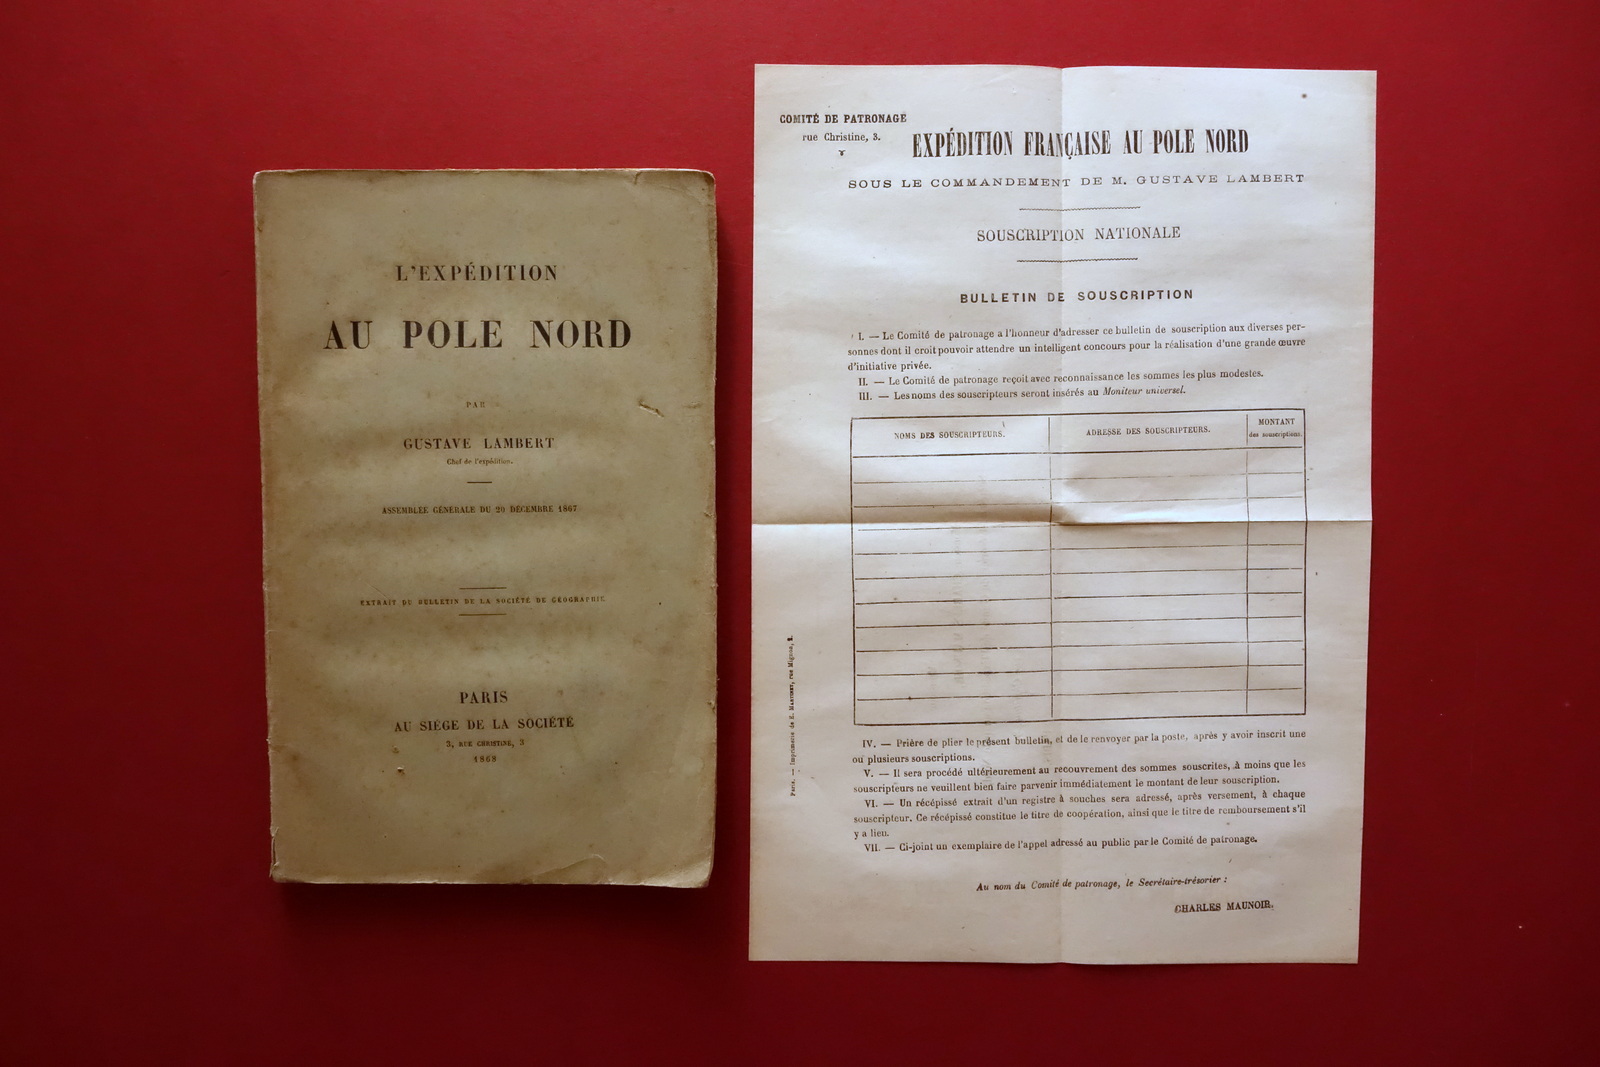 L'EXPÉDITION
AU POLE NORD
PAR
GUSTAVE LAMBERT
Chef de l'expédition.
ASSEMBLÉE GÉNÉRALE DU 20 DÉCEMBRE 1867
EXTRAIT DU BULLETIN DE LA SOCIÉTÉ DE GÉOGRAPHIE
PARIS
AU SIÉGE DE LA SOCIÉTÉ
3, RUE CHRISTINE, 3
1868
COMITÉ DE PATRONAGE
rue Christine, 3.
EXPÉDITION FRANÇAISE AU POLE NORD
SOUS LE COMMANDEMENT DE M. GUSTAVE LAMBERT
SOUSCRIPTION NATIONALE
BULLETIN DE SOUSCRIPTION
I. — Le Comité de patronage a l'honneur d'adresser ce bulletin de souscription aux diverses per-
sonnes dont il croit pouvoir attendre un intelligent concours pour la réalisation d'une grande œuvre
d'initiative privée.
II. — Le Comité de patronage reçoit avec reconnaissance les sommes les plus modestes.
III. — Les noms des souscripteurs seront insérés au Moniteur universel.
NOMS DES SOUSCRIPTEURS.
ADRESSE DES SOUSCRIPTEURS.
MONTANT
des souscriptions.
IV. — Prière de plier le présent bulletin, et de le renvoyer par la poste, après y avoir inscrit une
ou plusieurs souscriptions.
V. — Il sera procédé ultérieurement au recouvrement des sommes souscrites, à moins que les
souscripteurs ne veuillent bien faire parvenir immédiatement le montant de leur souscription.
VI. — Un récépissé extrait d'un registre à souches sera adressé, après versement, à chaque
souscripteur. Ce récépissé constitue le titre de coopération, ainsi que le titre de remboursement s'il
y a lieu.
VII. — Ci-joint un exemplaire de l'appel adressé au public par le Comité de patronage.
Au nom du Comité de patronage, le Secrétaire-trésorier :
CHARLES MAUNOIR.
Paris. — Imprimerie de E. MARTINET, rue Mignon, 2.